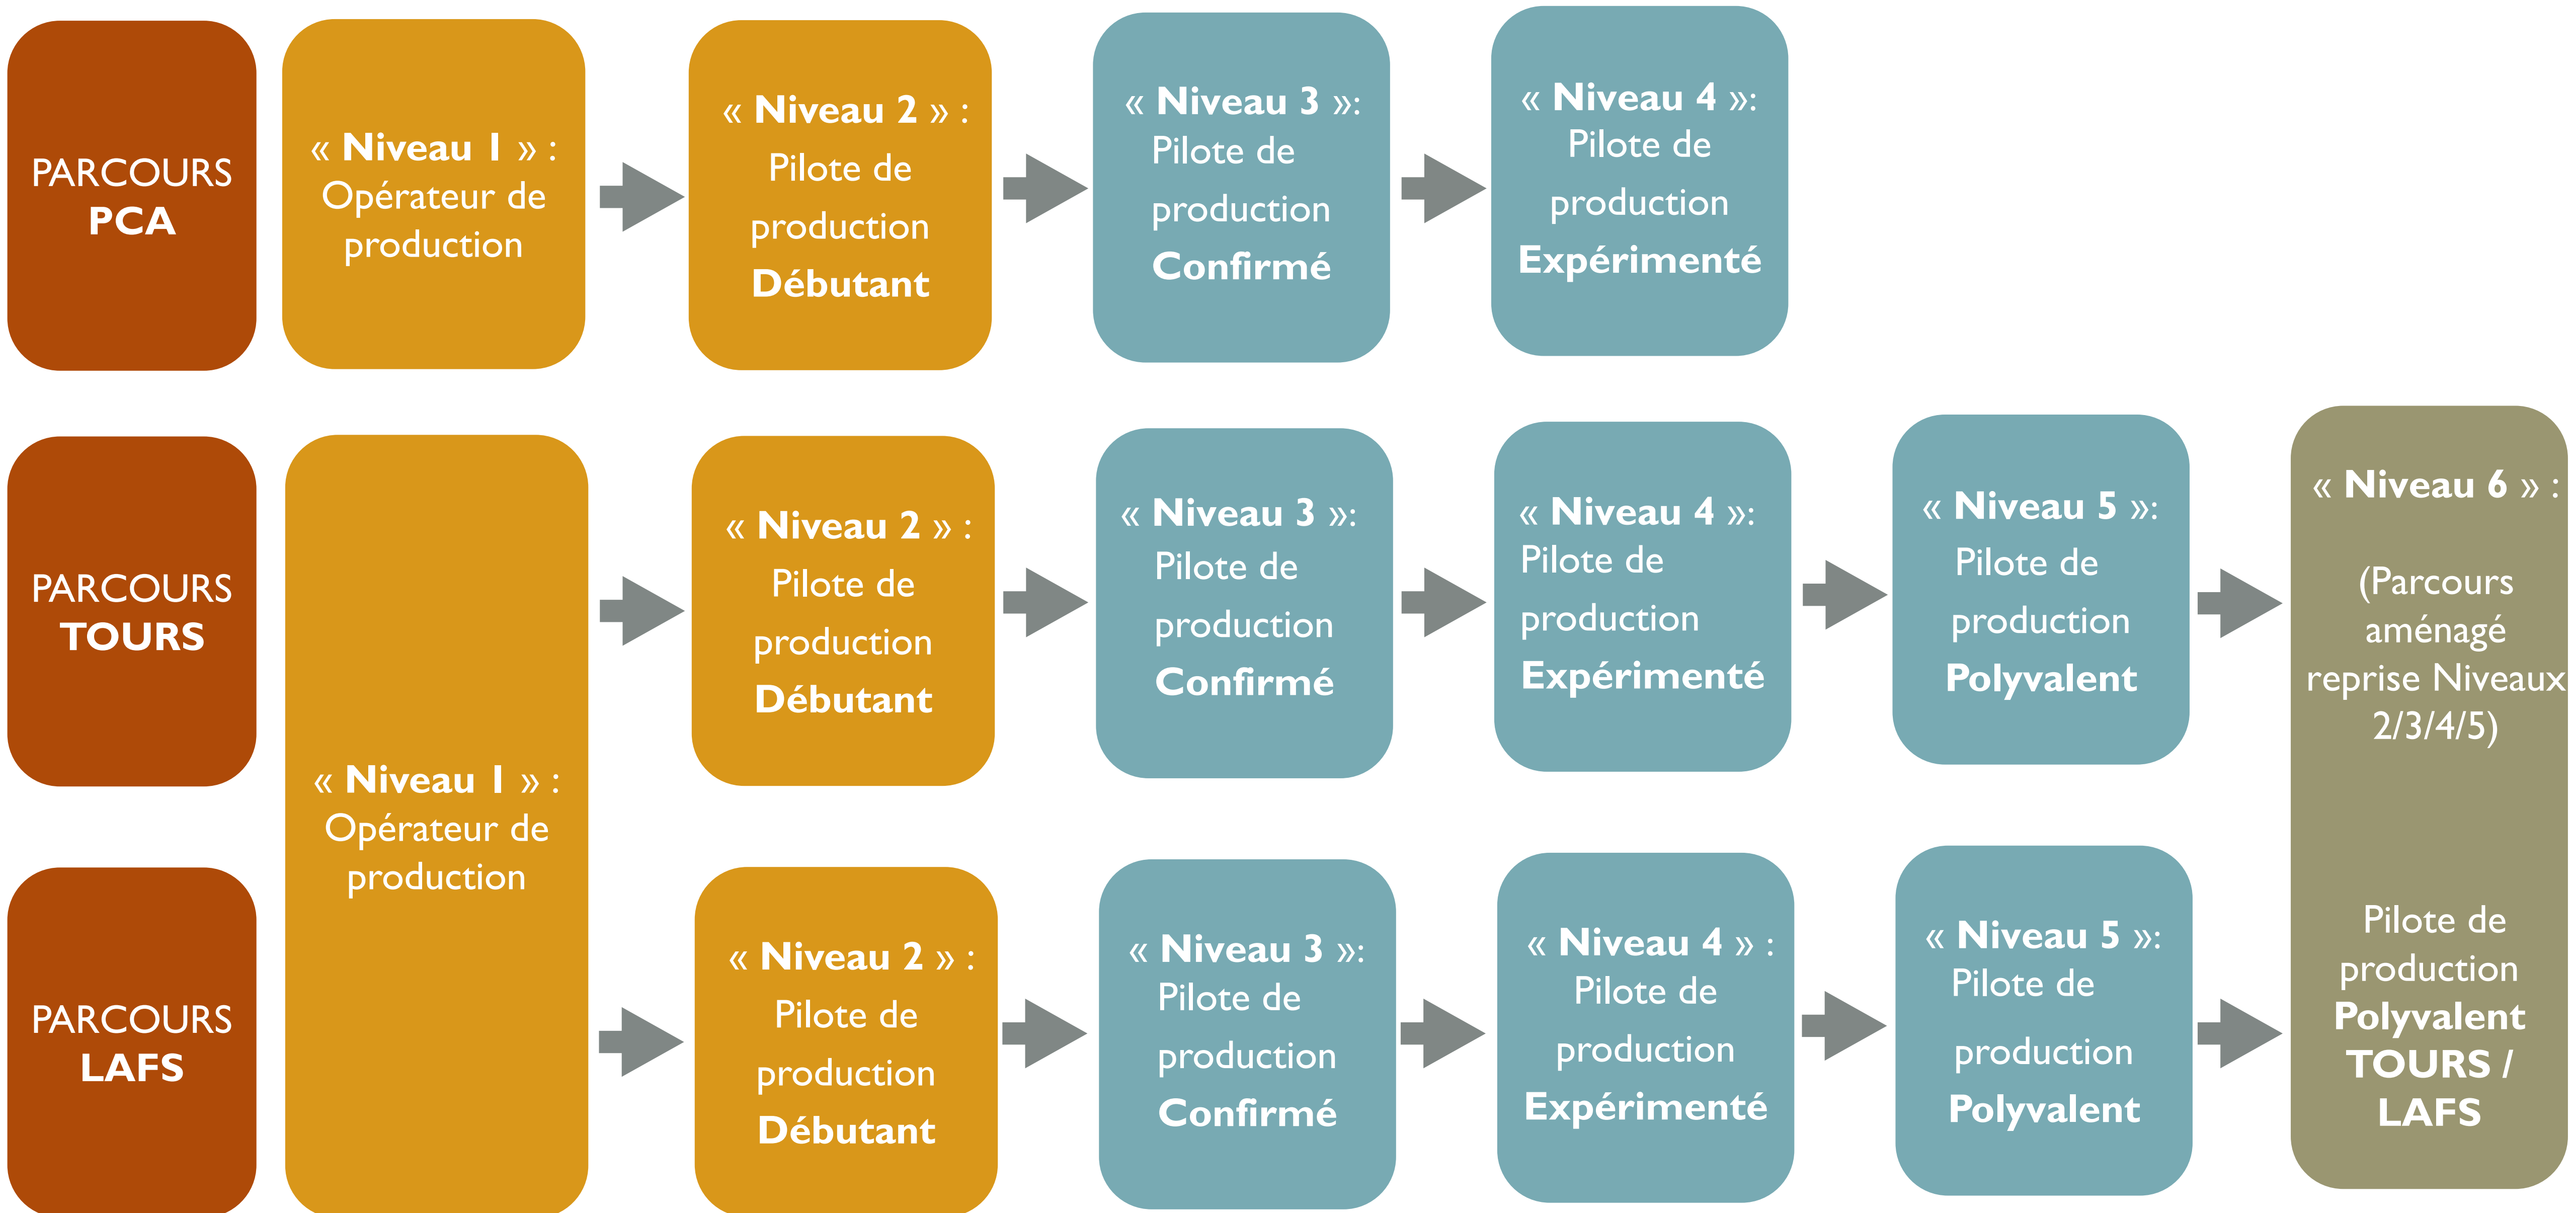 PARCOURS
PCA
« Niveau 1 » :
Opérateur de
production
« Niveau 2 » :
Pilote de
production
Débutant
« Niveau 3 »:
Pilote de
production
Confirmé
« Niveau 4 »:
Pilote de
production
Expérimenté
PARCOURS
TOURS
« Niveau 1 » :
Opérateur de
production
« Niveau 2 » :
Pilote de
production
Débutant
« Niveau 3 »:
Pilote de
production
Confirmé
« Niveau 4 »:
Pilote de
production
Expérimenté
« Niveau 5 »:
Pilote de
production
Polyvalent
« Niveau 6 » :
(Parcours
aménagé
reprise Niveaux
2/3/4/5)
Pilote de
production
Polyvalent
TOURS /
LAFS
PARCOURS
LAFS
« Niveau 2 » :
Pilote de
production
Débutant
« Niveau 3 »:
Pilote de
production
Confirmé
« Niveau 4 » :
Pilote de
production
Expérimenté
« Niveau 5 »:
Pilote de
production
Polyvalent